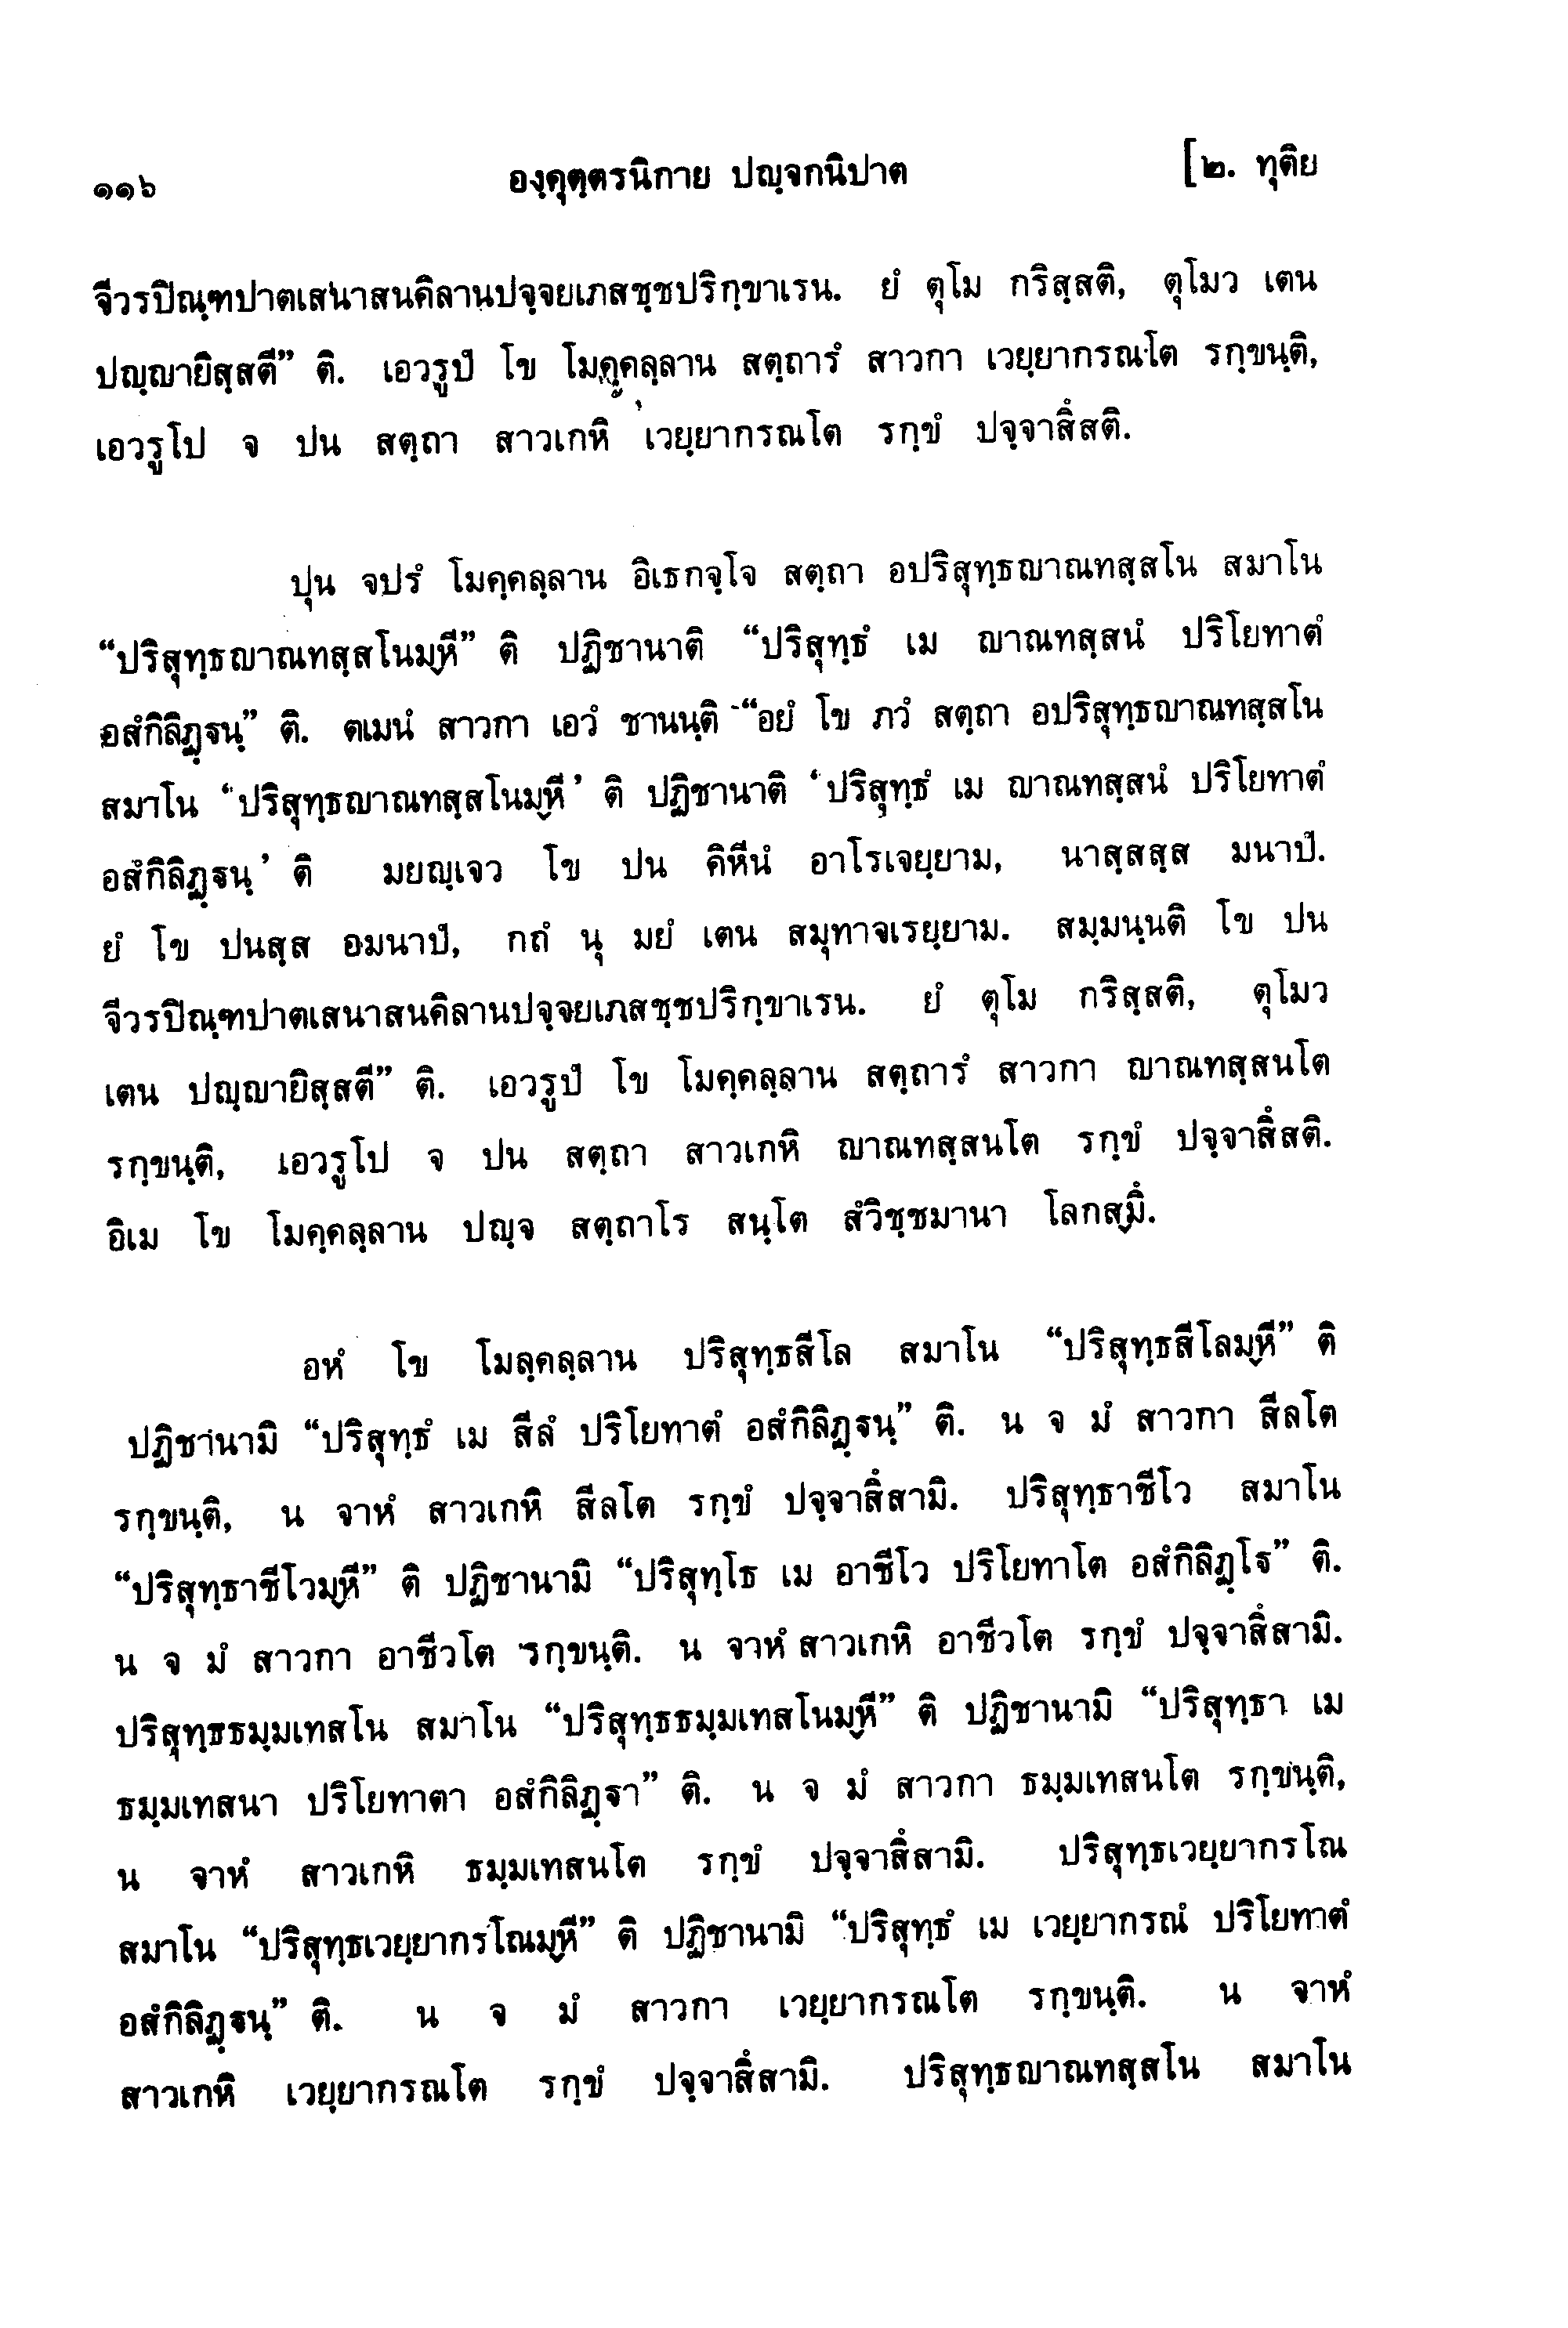 ๑๑๖ องฺคุตฺตรนิกาย ปญฺจกนิปาต [๒. ทุติย
จีวรปิณฺฑปาตเสนาสนคิลานปจฺจยเภสชฺชปริกฺขาเรน. ยํ ตุโม กริสฺสติ, ตุโมว เตน
ปญฺญายิสฺสตี” ติ. เอวรูปํ โข โมคฺคลฺลาน สตฺถารํ สาวกา เวยฺยากรณโต รกฺขนฺติ,
เอวรูโป จ ปน สตฺถา สาวเกหิ เวยฺยากรณโต รกฺขํ ปจฺจาสึสติ.
ปุน จปรํ โมคฺคลฺลาน อิเธกจฺโจ สตฺถา อปริสุทฺธญาณทสฺสโน สมาโน
“ปริสุทฺธญาณทสฺสโนมฺหี” ติ ปฏิชานาติ “ปริสุทฺธํ เม ญาณทสฺสนํ ปริโยทาตํ
อสํกิลิฏฺฐนฺ” ติ. ตเมนํ สาวกา เอวํ ชานนฺติ “อยํ โข ภวํ สตฺถา อปริสุทฺธญาณทสฺสโน
สมาโน ‘ปริสุทฺธญาณทสฺสโนมฺหี’ ติ ปฏิชานาติ ‘ปริสุทฺธํ เม ญาณทสฺสนํ ปริโยทาตํ
อสํกิลิฏฺฐนฺ’ ติ มยญฺเจว โข ปน คิหีนํ อาโรเจยฺยาม, นาสฺสสฺส มนาปํ.
ยํ โข ปนสฺส อมนาปํ, กถํ นุ มยํ เตน สมุทาจเรยฺยาม. สมฺมนฺนติ โข ปน
จีวรปิณฺฑปาตเสนาสนคิลานปจฺจยเภสชฺชปริกฺขาเรน. ยํ ตุโม กริสฺสติ, ตุโมว
เตน ปญฺญายิสฺสตี” ติ. เอวรูปํ โข โมคฺคลฺลาน สตฺถารํ สาวกา ญาณทสฺสนโต
รกฺขนฺติ, เอวรูโป จ ปน สตฺถา สาวเกหิ ญาณทสฺสนโต รกฺขํ ปจฺจาสึสติ.
อิเม โข โมคฺคลฺลาน ปญฺจ สตฺถาโร สนฺโต สํวิชฺชมานา โลกสฺมึ.
อหํ โข โมลฺคลฺลาน ปริสุทฺธสีโล สมาโน “ปริสุทฺธสีโลมฺหี” ติ
ปฏิชานามิ “ปริสุทฺธํ เม สีลํ ปริโยทาตํ อสํกิลิฏฺฐนฺ” ติ. น จ มํ สาวกา สีลโต
รกฺขนฺติ, น จาหํ สาวเกหิ สีลโต รกฺขํ ปจฺจาสึสามิ. ปริสุทฺธาชีโว สมาโน
“ปริสุทฺธาชีโวมฺหี” ติ ปฏิชานามิ “ปริสุทฺโธ เม อาชีโว ปริโยทาโต อสํกิลิฏฺโฐ” ติ.
น จ มํ สาวกา อาชีวโต รกฺขนฺติ. น จาหํ สาวเกหิ อาชีวโต รกฺขํ ปจฺจาสึสามิ.
ปริสุทฺธธมฺมเทสโน สมาโน “ปริสุทฺธธมฺมเทสโนมฺหี” ติ ปฏิชานามิ “ปริสุทฺธา เม
ธมฺมเทสนา ปริโยทาตา อสํกิลิฏฺฐา” ติ. น จ มํ สาวกา ธมฺมเทสนโต รกฺขนฺติ,
น จาหํ สาวเกหิ ธมฺมเทสนโต รกฺขํ ปจฺจาสึสามิ. ปริสุทฺธเวยฺยากรโณ
สมาโน “ปริสุทฺธเวยฺยากรโณมฺหี” ติ ปฏิชานามิ “ปริสุทฺธํ เม เวยฺยากรณํ ปริโยทาตํ
อสํกิลิฏฺฐนฺ” ติ. น จ มํ สาวกา เวยฺยากรณโต รกฺขนฺติ. น จาหํ
สาวเกหิ เวยฺยากรณโต รกฺขํ ปจฺจาสึสามิ. ปริสุทฺธญาณทสฺสโน สมาโน